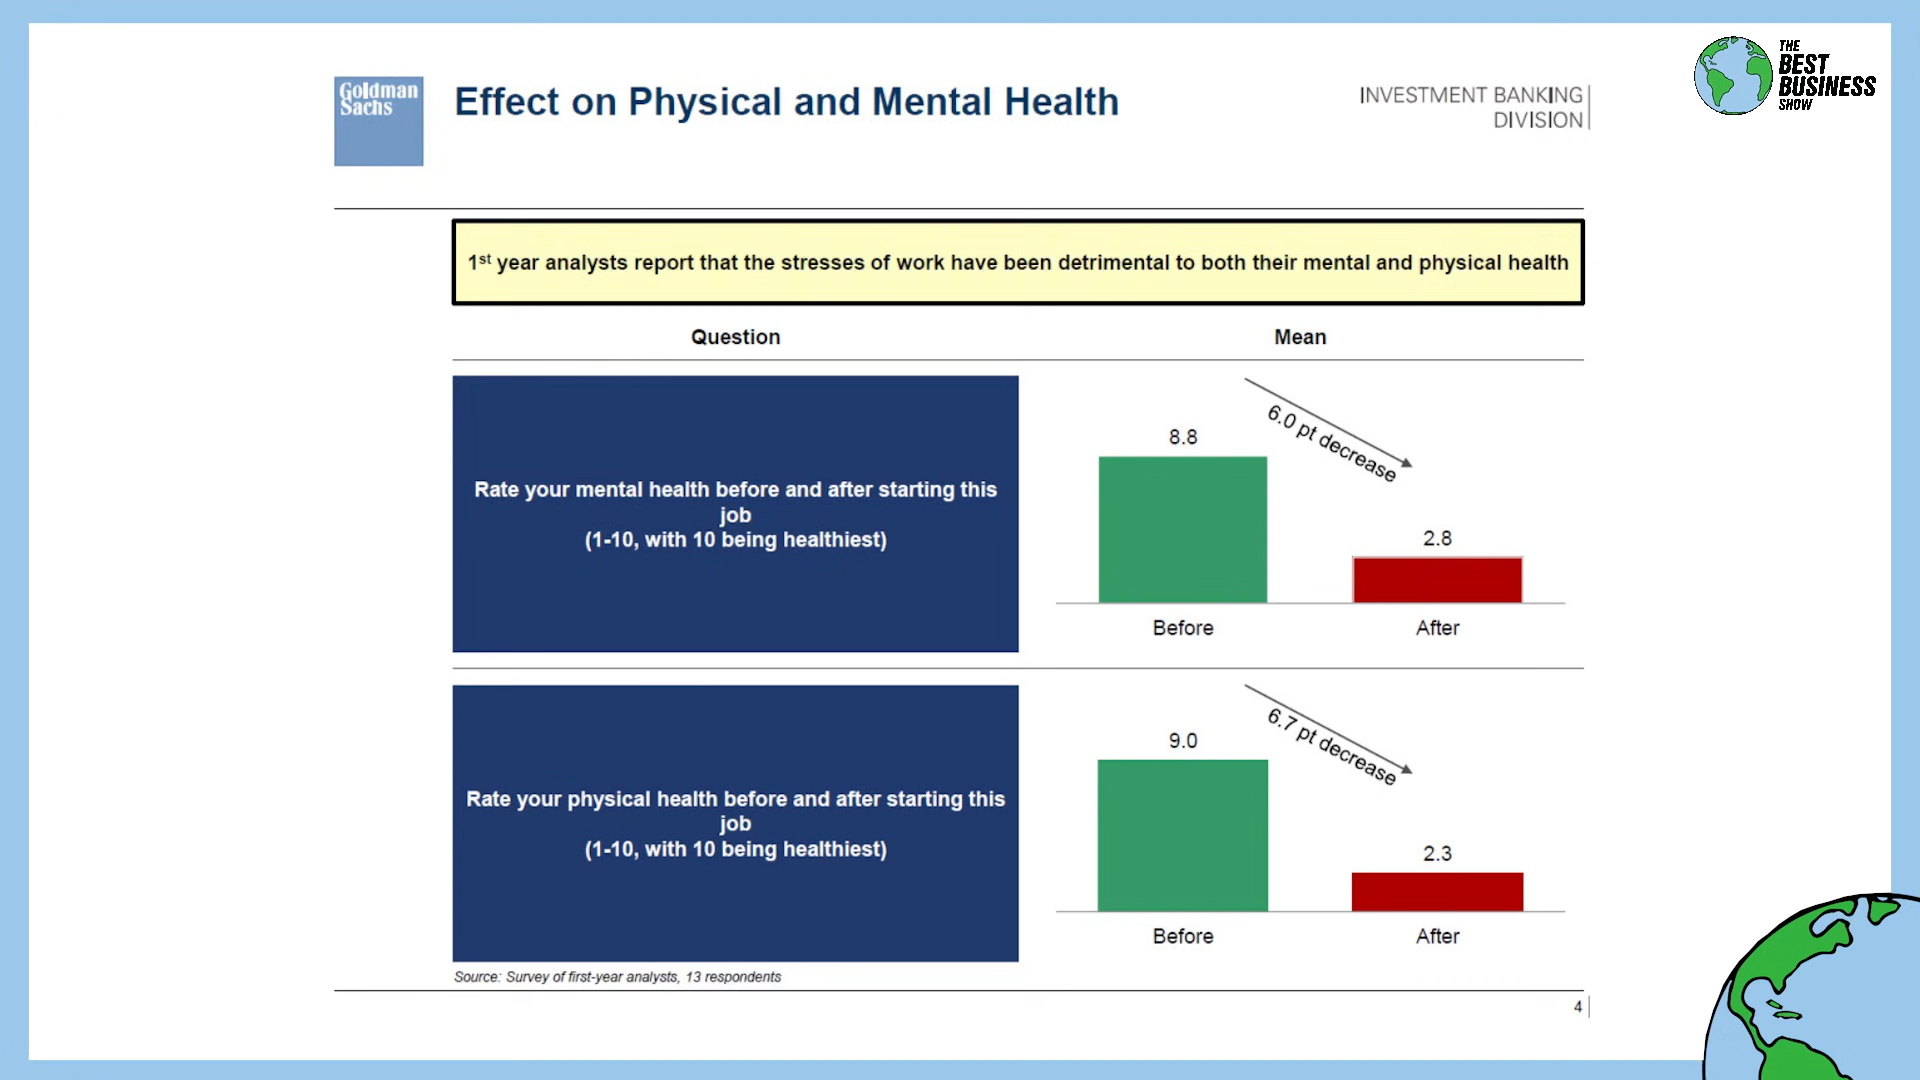 THE
BEST
BUSINESS
SHOW
Goldman
Sachs
Effect on Physical and Mental Health
INVESTMENT BANKING
DIVISION
1st year analysts report that the stresses of work have been detrimental to both their mental and physical health
Question
Mean
Rate your mental health before and after starting this
job
(1-10, with 10 being healthiest)
6.0 pt decrease
8.8
2.8
Before
After
Rate your physical health before and after starting this
job
(1-10, with 10 being healthiest)
6.7 pt decrease
9.0
2.3
Before
After
Source: Survey of first-year analysts, 13 respondents
4